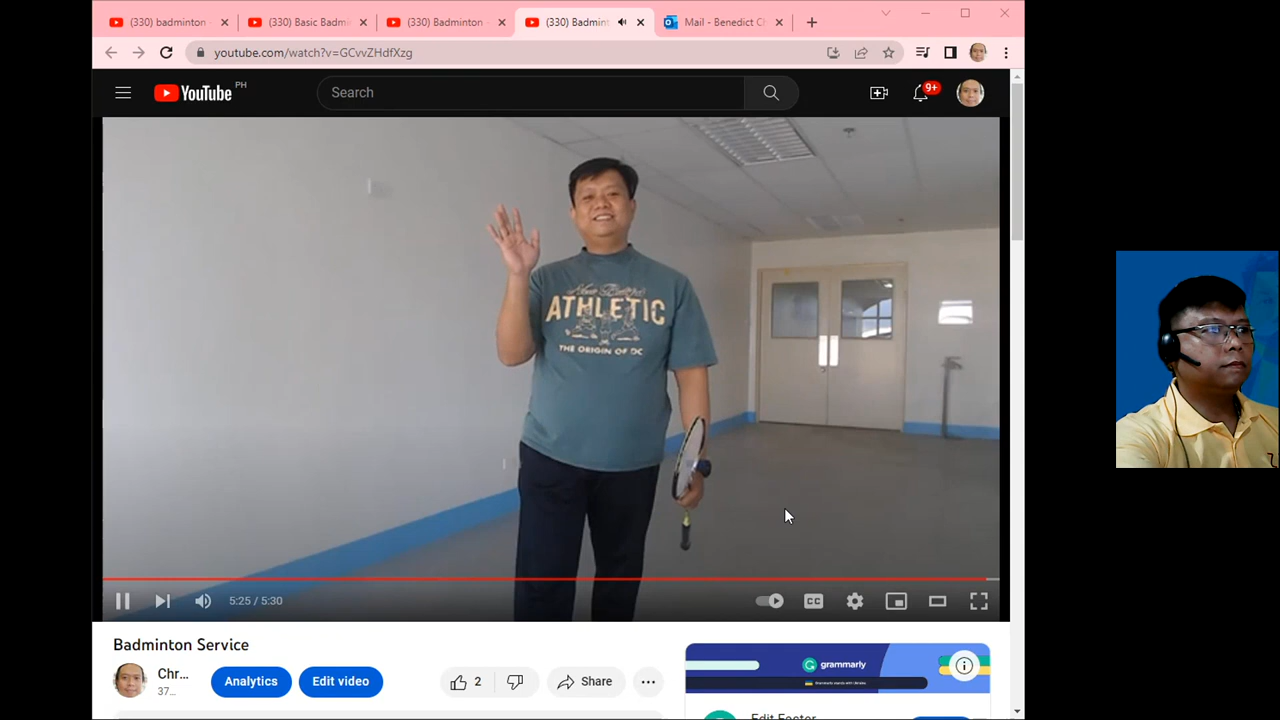 (330) badminton
(330) Basic Badm
(330) Badminton
(330) Badmint
Mail - Benedict Ch
youtube.com/watch?v=GCvvZHdfXzg
YouTube PH
Search
9+
ATHLETIC
THE ORIGIN OF DC
5:25 / 5:30
CC
Badminton Service
Chr...
37...
Analytics
Edit video
2
Share
grammarly
Edit Footer